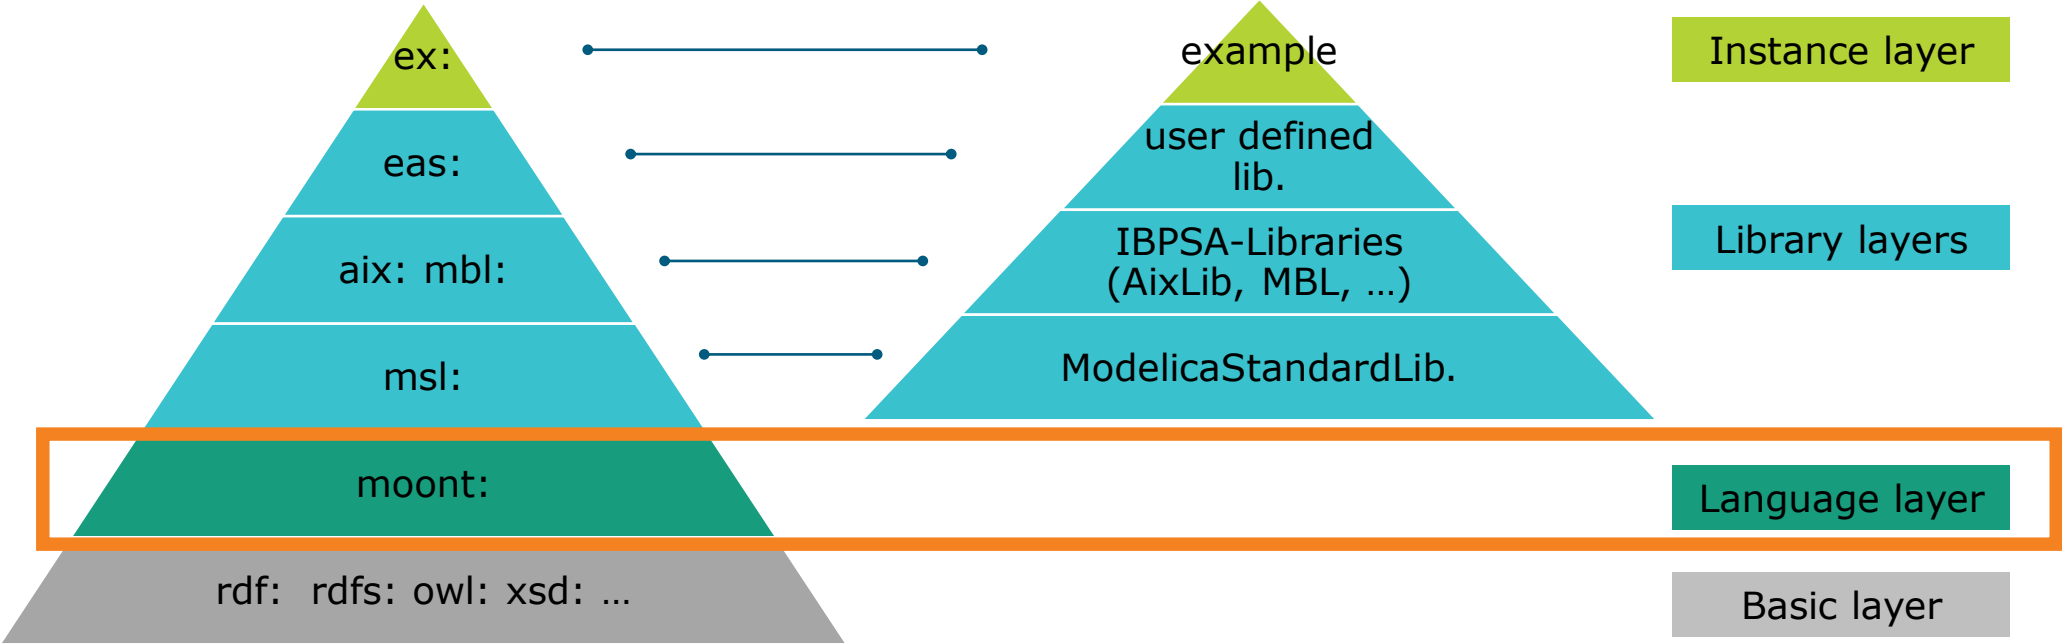 ex:
eas:
aix: mbl:
msl:
moont:
rdf: rdfs: owl: xsd: …
example
user defined
lib.
IBPSA-Libraries
(AixLib, MBL, …)
ModelicaStandardLib.
Instance layer
Library layers
Language layer
Basic layer